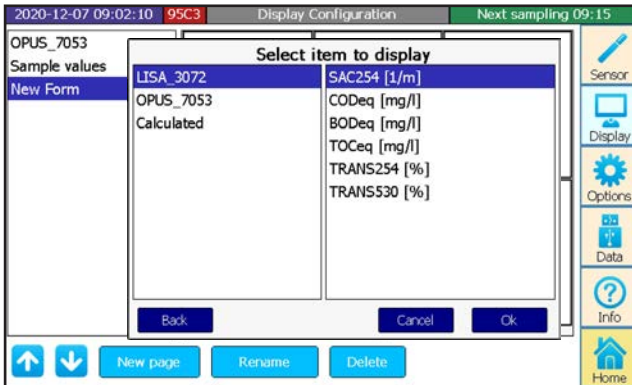 2020-12-07 09:02:10 95C3 Display Configuration Next sampling 09:15
OPUS_7053
Sample values
New Form
Select item to display
LISA_3072
OPUS_7053
Calculated
SAC254 [1/m]
CODeq [mg/l]
BODeq [mg/l]
TOCeq [mg/l]
TRANS254 [%]
TRANS530 [%]
Back Cancel Ok
New page Rename Delete
Sensor
Display
Options
Data
Info
Home